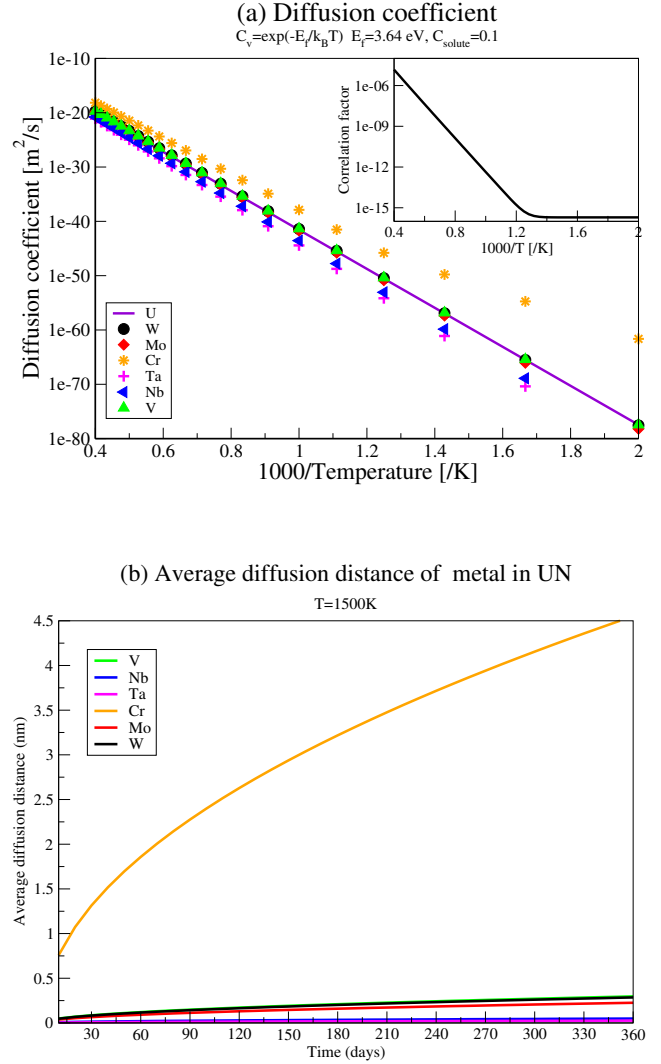 (a) Diffusion coefficient
C_v=exp(-E_f/k_BT) E_f=3.64 eV, C_solute=0.1
1e-10
1e-20
1e-30
1e-40
1e-50
1e-60
1e-70
1e-80
Diffusion coefficient [m²/s]
U
W
Mo
Cr
Ta
Nb
V
1e-06
1e-09
1e-12
1e-15
Correlation factor
0.4 0.8 1.2 1.6 2
1000/T [/K]
0.4 0.6 0.8 1 1.2 1.4 1.6 1.8 2
1000/Temperature [/K]
(b) Average diffusion distance of metal in UN
T=1500K
4.5
4
3.5
3
2.5
2
1.5
1
0.5
0
Average diffusion distance (nm)
V
Nb
Ta
Cr
Mo
W
30 60 90 120 150 180 210 240 270 300 330 360
Time (days)